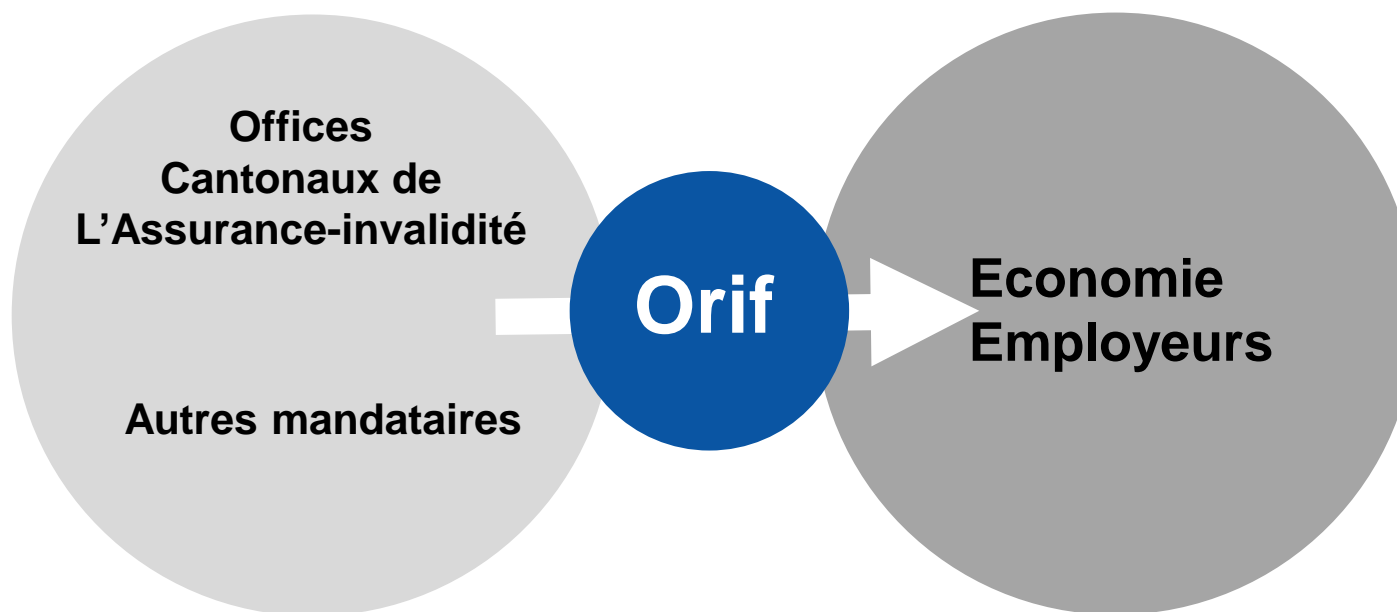 Offices
Cantonaux de
L’Assurance-invalidité
Autres mandataires
Orif
Economie
Employeurs